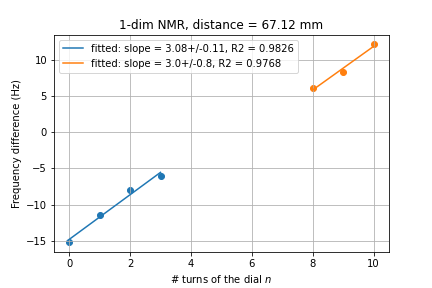 1-dim NMR, distance = 67.12 mm
fitted: slope = 3.08+/-0.11, R2 = 0.9826
fitted: slope = 3.0+/-0.8, R2 = 0.9768
Frequency difference (Hz)
10
5
0
−5
−10
−15
0 2 4 6 8 10
# turns of the dial n